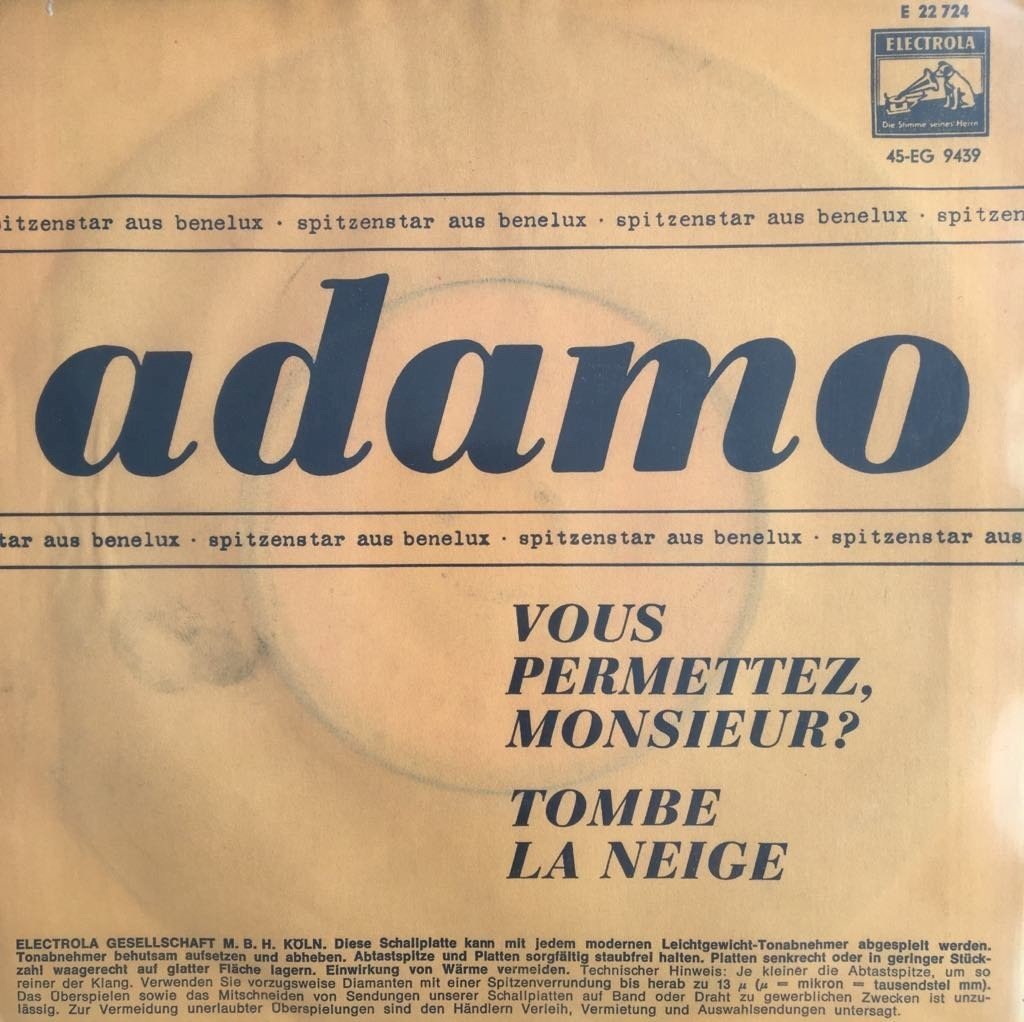 E 22 724
ELECTROLA
Die Stimme seines Herrn
45-EG 9439
itzenstar aus benelux · spitzenstar aus benelux · spitzenstar aus benelux · spitzen
adamo
tar aus benelux · spitzenstar aus benelux · spitzenstar aus benelux · spitzenstar aus
VOUS
PERMETTEZ,
MONSIEUR?
TOMBE
LA NEIGE
ELECTROLA GESELLSCHAFT M. B. H. KÖLN. Diese Schallplatte kann mit jedem modernen Leichtgewicht-Tonabnehmer abgespielt werden.
Tonabnehmer behutsam aufsetzen und abheben. Abtastspitze und Platten sorgfältig staubfrei halten. Platten senkrecht oder in geringer Stück-
zahl waagerecht auf glatter Fläche lagern. Einwirkung von Wärme vermeiden. Technischer Hinweis: Je kleiner die Abtastspitze, um so
reiner der Klang. Verwenden Sie vorzugsweise Diamanten mit einer Spitzenverrundung bis herab zu 13 μ (μ = mikron = tausendstel mm).
Das Überspielen sowie das Mitschneiden von Sendungen unserer Schallplatten auf Band oder Draht zu gewerblichen Zwecken ist unzu-
lässig. Zur Vermeidung unerlaubter Überspielungen sind den Händlern Verleih, Vermietung und Auswahlsendungen untersagt.